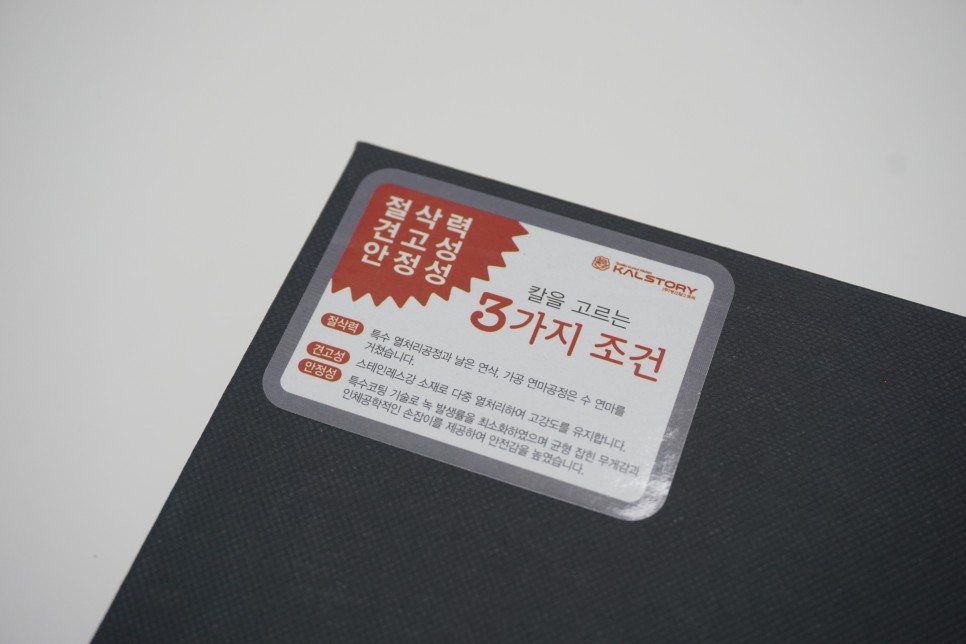 절삭력
견고성
안정성
KALSTORY
칼을 고르는
3가지 조건
절삭력
특수 열처리공정과 날은 연삭, 가공 연마공정은 수 연마를
거쳤습니다.
견고성
스테인레스강 소재로 다중 열처리하여 고강도를 유지합니다.
안정성
특수코팅 기술로 녹 발생률을 최소화하였으며 균형 잡힌 무게감과
인체공학적인 손잡이를 제공하여 안전감을 높였습니다.